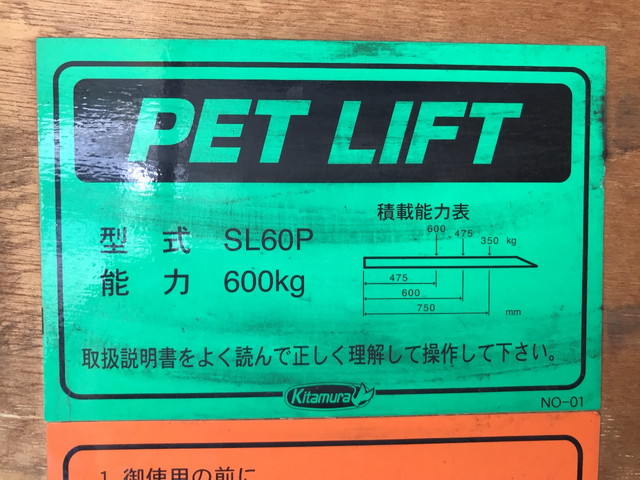 PET LIFT
型 式 SL60P
能 力 600kg
積載能力表
600 475 350 kg
475
600
750 mm
取扱説明書をよく読んで正しく理解して操作して下さい。
Kitamura
NO-01
1. 御使用の前に